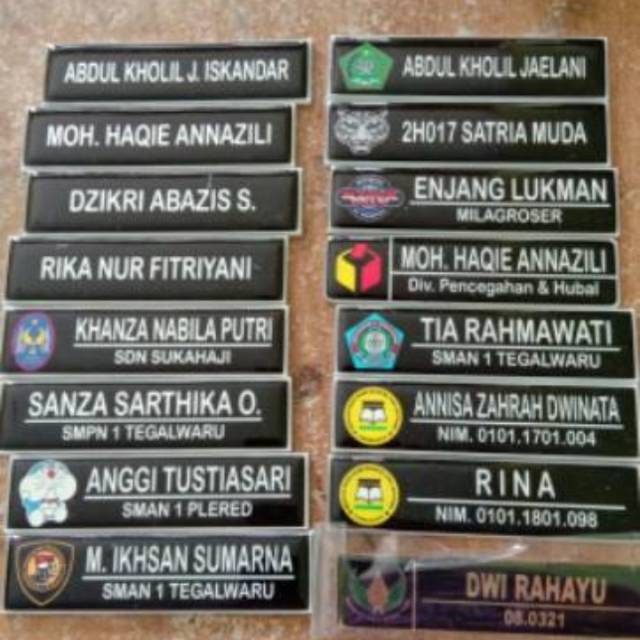 ABDUL KHOLIL J. ISKANDAR
MOH. HAQIE ANNAZILI
DZIKRI ABAZIS S.
RIKA NUR FITRIYANI
KHANZA NABILA PUTRI
SDN SUKAHAJI
SANZA SARTHIKA O.
SMPN 1 TEGALWARU
ANGGI TUSTIASARI
SMAN 1 PLERED
M. IKHSAN SUMARNA
SMAN 1 TEGALWARU
ABDUL KHOLIL JAELANI
2H017 SATRIA MUDA
ENJANG LUKMAN
MILAGROSER
MOH. HAQIE ANNAZILI
Div. Pencegahan & Hubal
TIA RAHMAWATI
SMAN 1 TEGALWARU
ANNISA ZAHRAH DWINATA
NIM. 0101.1701.004
RINA
NIM. 0101.1801.098
DWI RAHAYU
08.0321